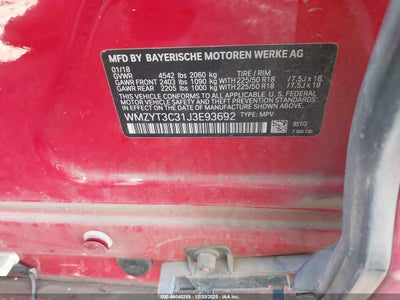 MFD BY BAYERISCHE MOTOREN WERKE AG
01/18 TIRE / RIM
GVWR 4542 lbs 2060 kg
GAWR FRONT 2403 lbs 1090 kg WITH 225/50 R18 /7.5J x 18
GAWR REAR 2205 lbs 1000 kg WITH 225/50 R18 /7.5J x 18
THIS VEHICLE CONFORMS TO ALL APPLICABLE
U. S. FEDERAL MOTOR VEHICLE SAFETY STANDARDS
IN EFFECT ON THE DATE OF MANUFACTURE SHOWN ABOVE.
WMZYT3C31J3E93692 TYPE: MPV
851/3